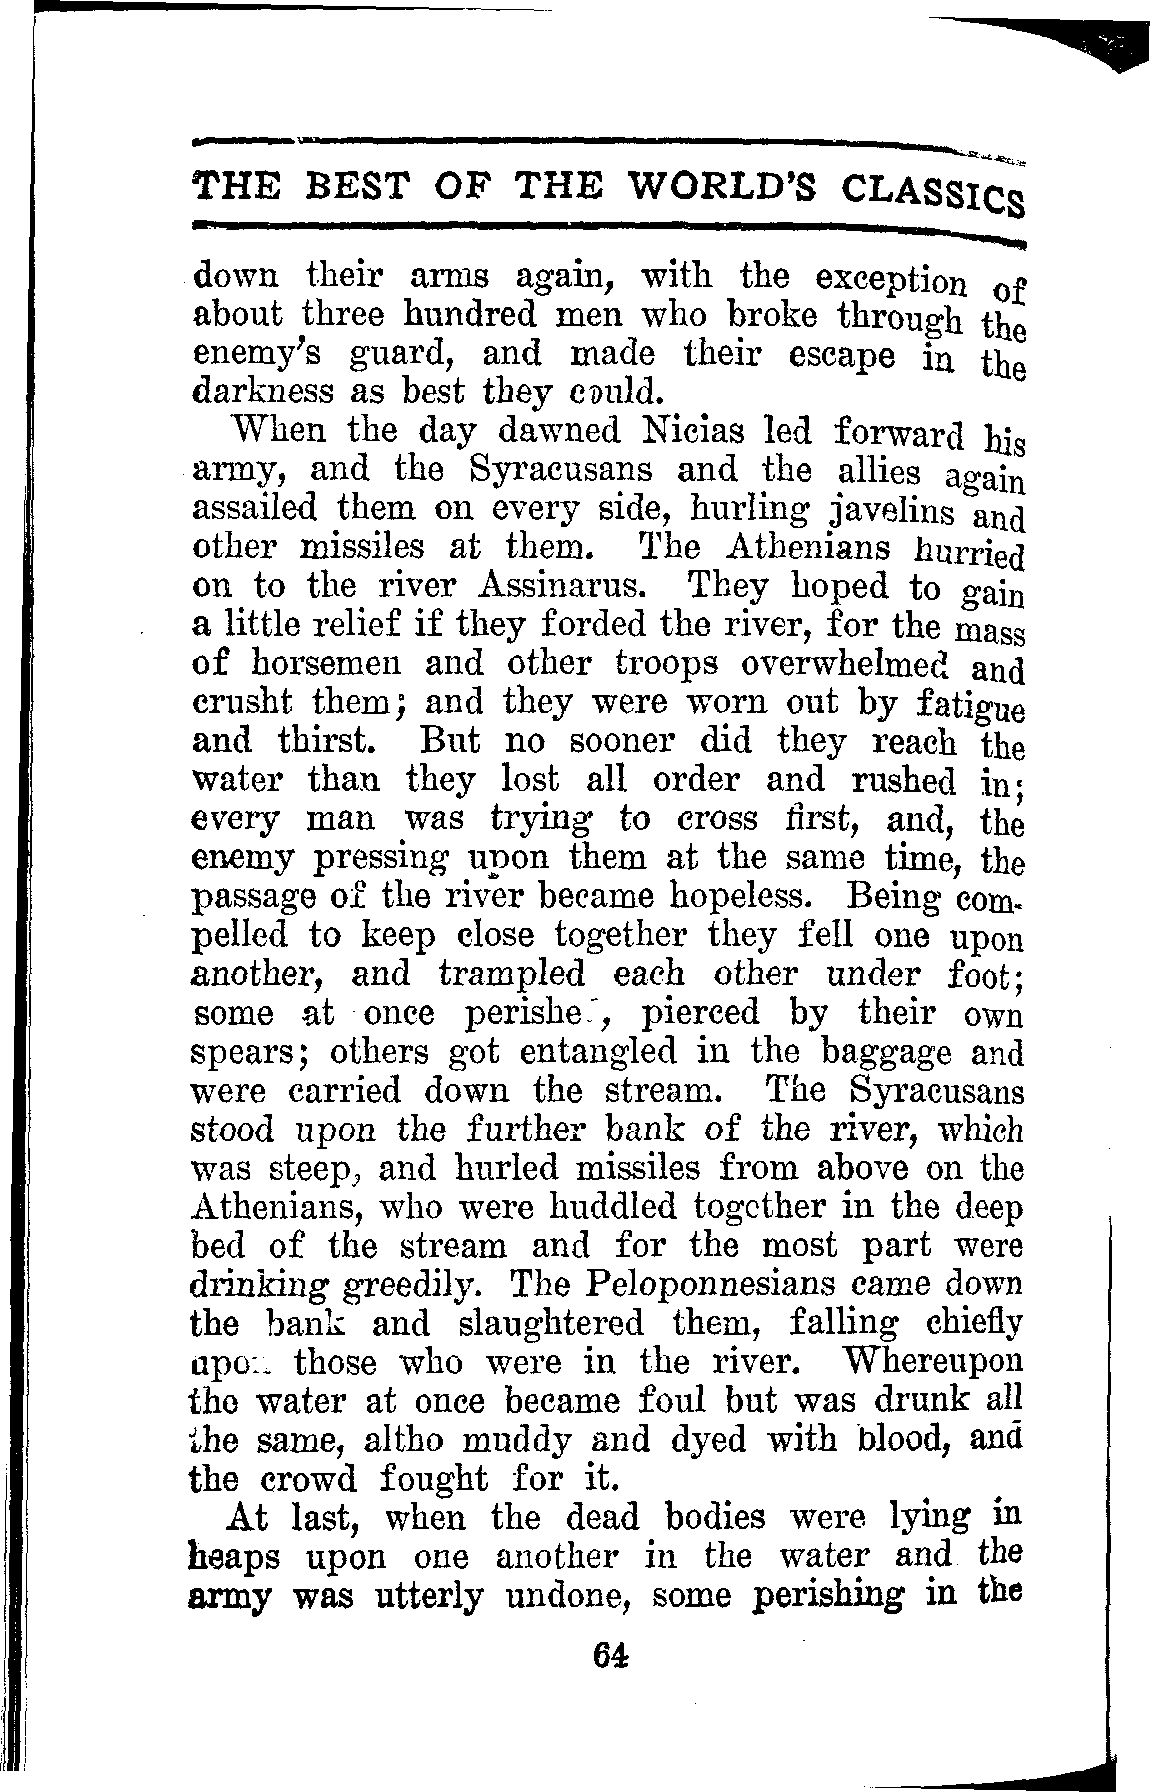 THE BEST OF THE WORLD'S CLASSICS
down their arms again, with the exception of
about three hundred men who broke through the
enemy's guard, and made their escape in the
darkness as best they could.
When the day dawned Nicias led forward his
army, and the Syracusans and the allies again
assailed them on every side, hurling javelins and
other missiles at them. The Athenians hurried
on to the river Assinarus. They hoped to gain
a little relief if they forded the river, for the mass
of horsemen and other troops overwhelmed and
crusht them; and they were worn out by fatigue
and thirst. But no sooner did they reach the
water than they lost all order and rushed in;
every man was trying to cross first, and, the
enemy pressing upon them at the same time, the
passage of the river became hopeless. Being com-
pelled to keep close together they fell one upon
another, and trampled each other under foot;
some at once perished, pierced by their own
spears; others got entangled in the baggage and
were carried down the stream. The Syracusans
stood upon the further bank of the river, which
was steep, and hurled missiles from above on the
Athenians, who were huddled together in the deep
bed of the stream and for the most part were
drinking greedily. The Peloponnesians came down
the bank and slaughtered them, falling chiefly
upon those who were in the river. Whereupon
the water at once became foul but was drunk all
the same, altho muddy and dyed with blood, and
the crowd fought for it.
At last, when the dead bodies were lying in
heaps upon one another in the water and the
army was utterly undone, some perishing in the
64